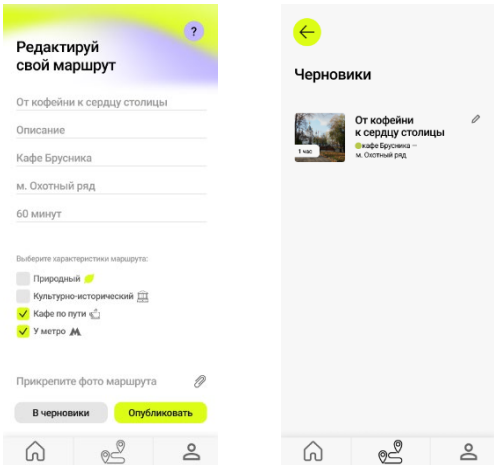 ?
Редактируй
свой маршрут
От кофейни к сердцу столицы
Описание
Кафе Брусника
м. Охотный ряд
60 минут
Выберите характеристики маршрута:
Природный
Культурно-исторический
Кафе по пути
У метро
Прикрепите фото маршрута
В черновики
Опубликовать
Черновики
От кофейни
к сердцу столицы
1 час
кафе Брусника –
м. Охотный ряд